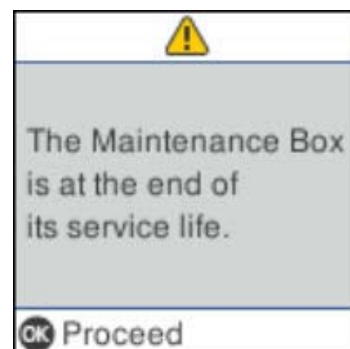 The Maintenance Box
is at the end of
its service life.
OK Proceed